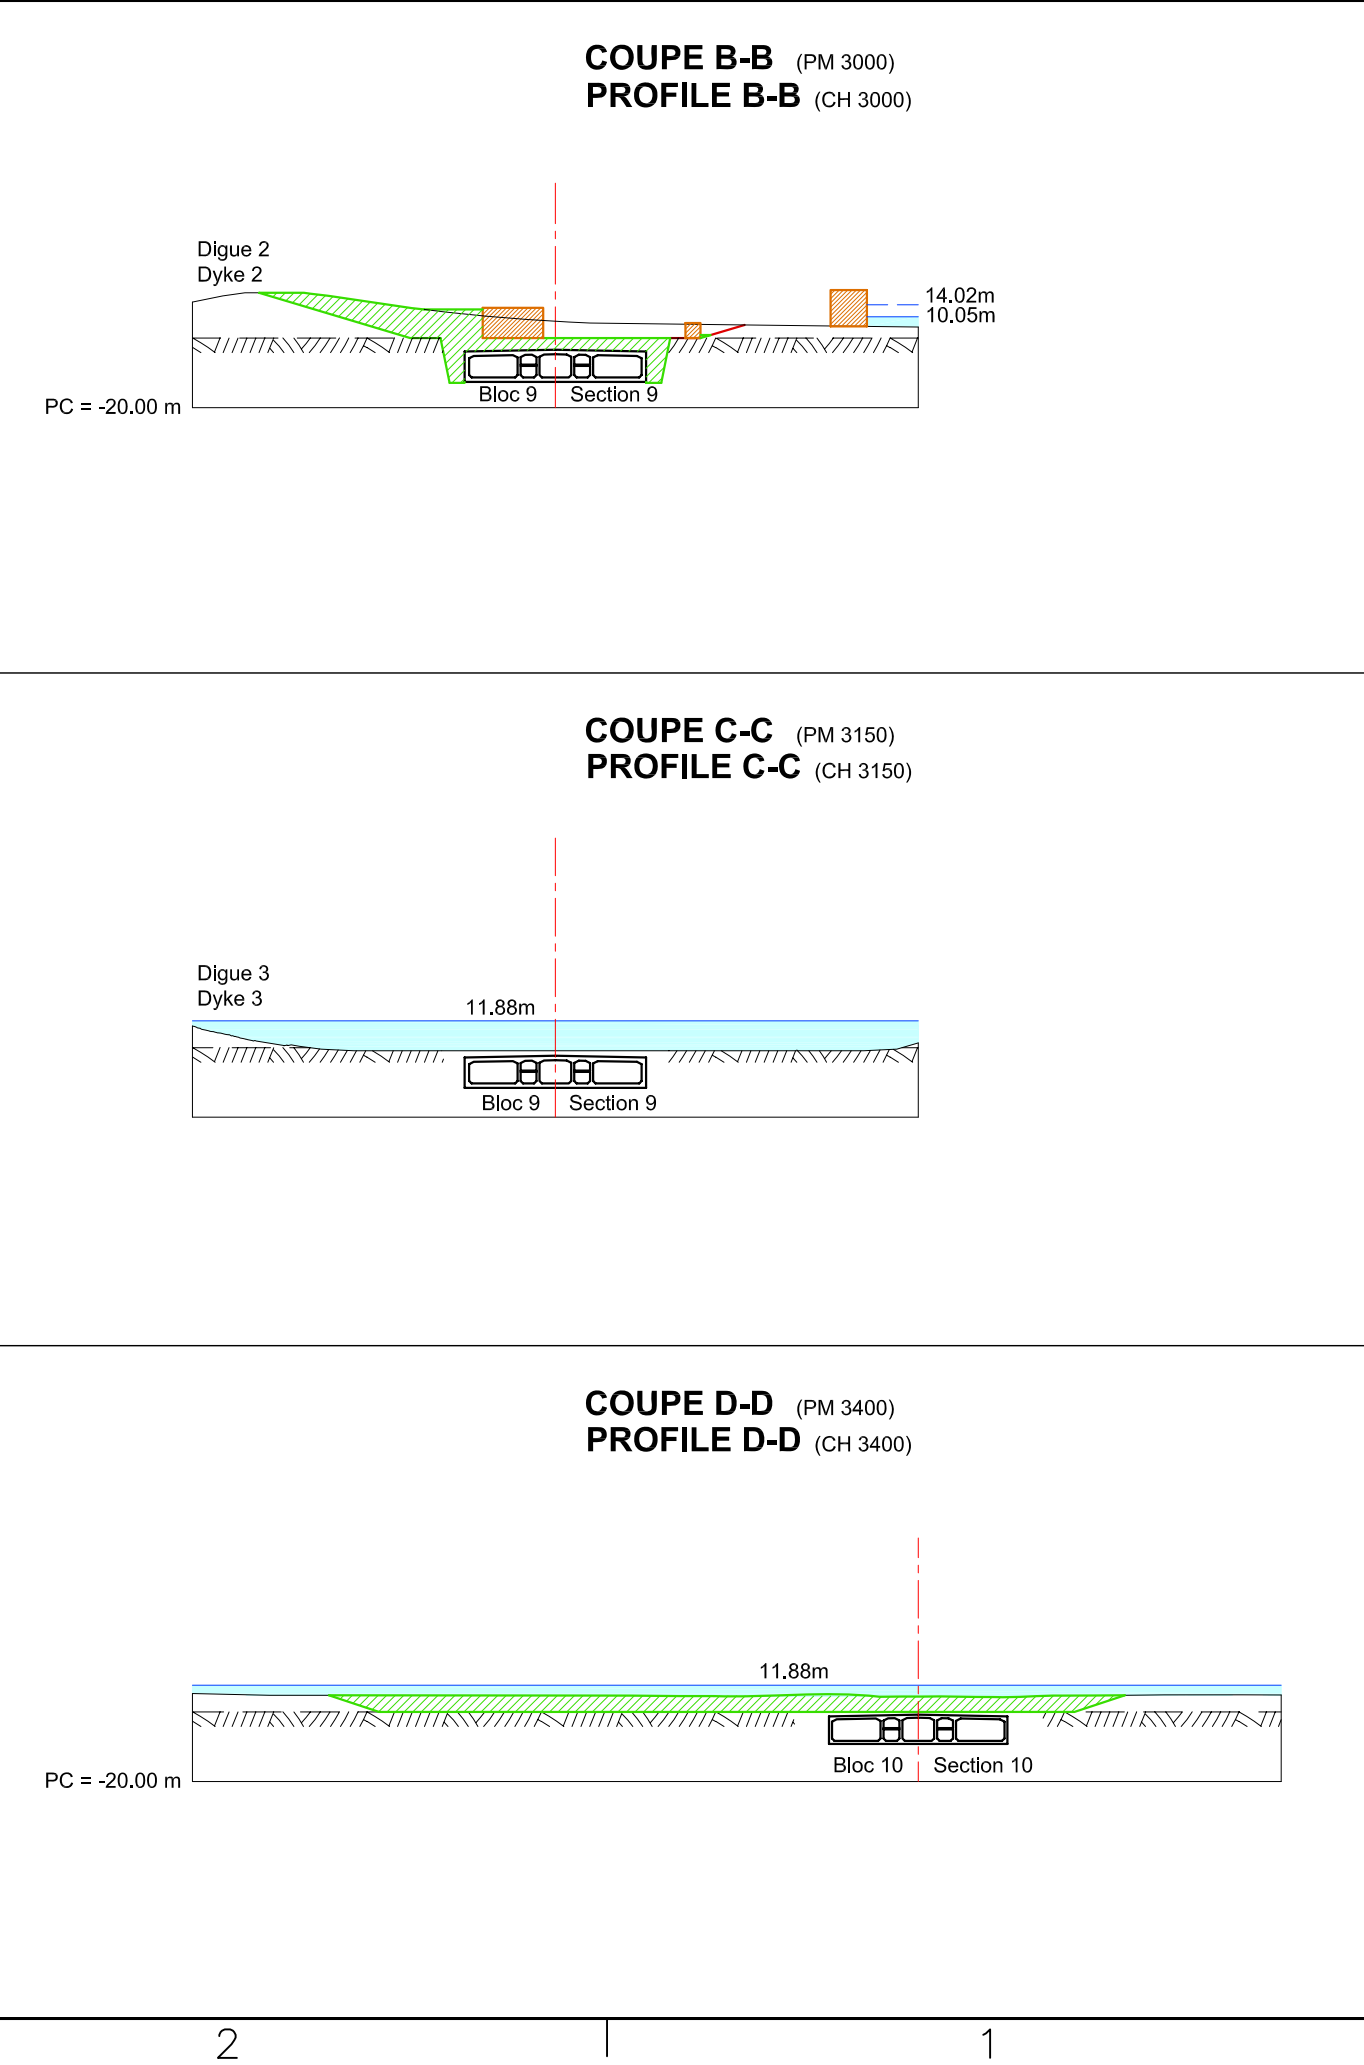 COUPE B-B (PM 3000)
PROFILE B-B (CH 3000)
Digue 2
Dyke 2
14.02m
10.05m
Bloc 9 Section 9
PC = -20.00 m
COUPE C-C (PM 3150)
PROFILE C-C (CH 3150)
Digue 3
Dyke 3
11.88m
Bloc 9 Section 9
COUPE D-D (PM 3400)
PROFILE D-D (CH 3400)
11.88m
Bloc 10 Section 10
PC = -20.00 m
2 1